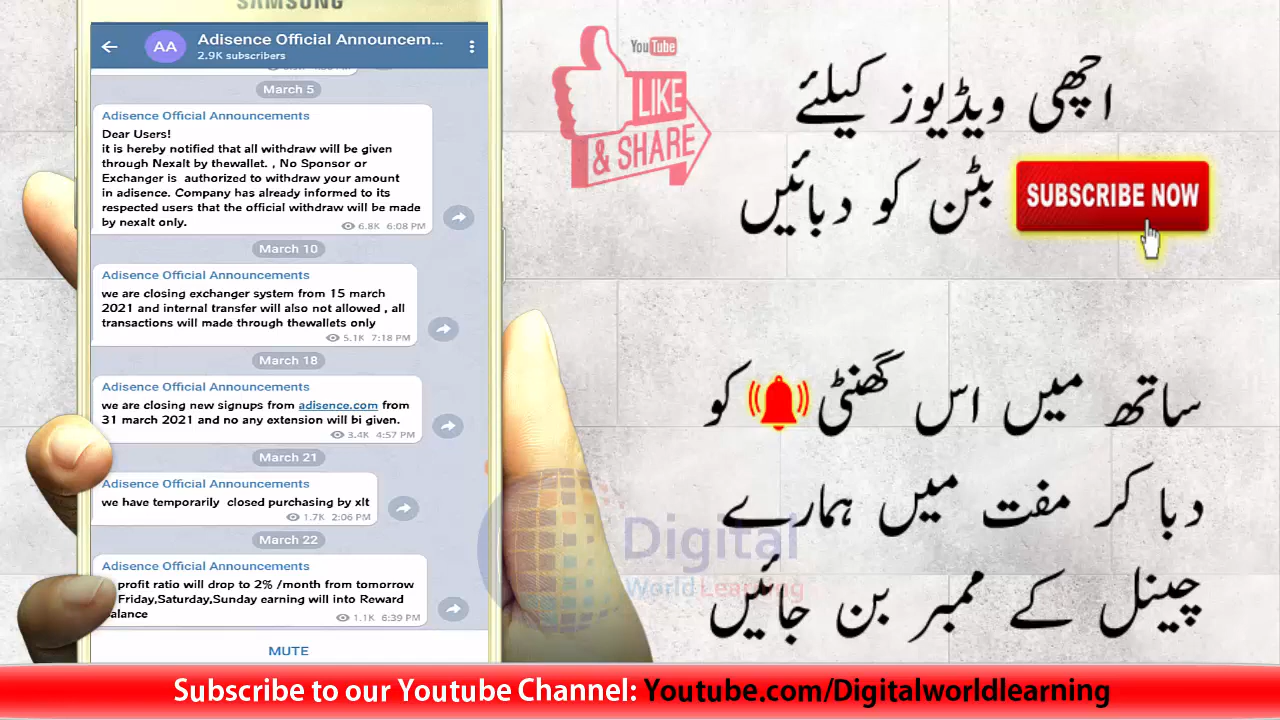 SAMSUNG
AA
Adisence Official Announcem...
2.9K subscribers
March 5
Adisence Official Announcements
Dear Users!
it is hereby notified that all withdraw will be given
through Nexalt by thewallet. , No Sponsor or
Exchanger is authorized to withdraw your amount
in adisence. Company has already informed to its
respected users that the official withdraw will be made
by nexalt only.
6.8K 6:08 PM
March 10
Adisence Official Announcements
we are closing exchanger system from 15 march
2021 and internal transfer will also not allowed , all
transactions will made through thewallets only
5.1K 7:18 PM
March 18
Adisence Official Announcements
we are closing new signups from adisence.com from
31 march 2021 and no any extension will bi given.
3.4K 4:57 PM
March 21
we have temporarily closed purchasing by xlt
1.7K 2:06 PM
March 22
Adisence Official Announcements
profit ratio will drop to 2% /month from tomorrow
Friday,Saturday,Sunday earning will into Reward
1.1K 6:39 PM
MUTE
YouTube
LIKE
& SHARE
اچھی ویڈیوز کیلئے
SUBSCRIBE NOW بٹن کو دبائیں
ساتھ میں اس گھنٹی کو
دبا کر مفت میں ہمارے
چینل کے ممبر بن جائیں
Digital
World Learning
Subscribe to our Youtube Channel: Youtube.com/Digitalworldlearning